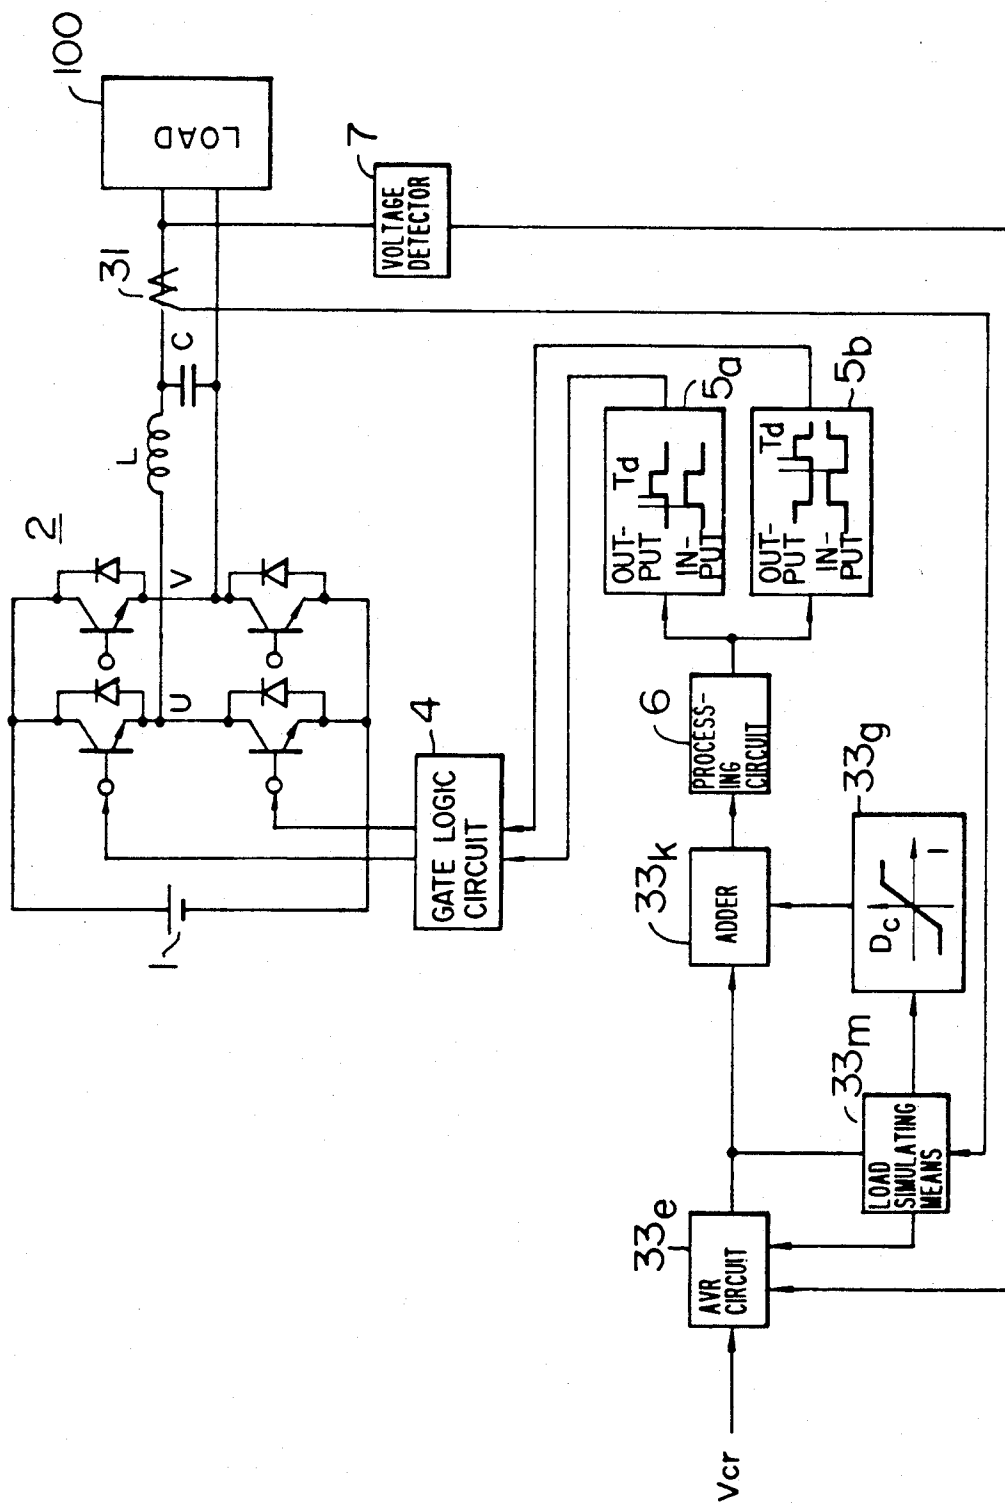 100
LOAD
31
7
VOLTAGE
DETECTOR
C
L
2
V
U
1
4
GATE LOGIC
CIRCUIT
5a
OUT-
PUT
Td
IN-
PUT
5b
OUT-
PUT
Td
IN-
PUT
6
PROCESS-
ING
CIRCUIT
33k
ADDER
33g
Dc
I
33m
LOAD
SIMULATING
MEANS
33e
AVR
CIRCUIT
Vcr